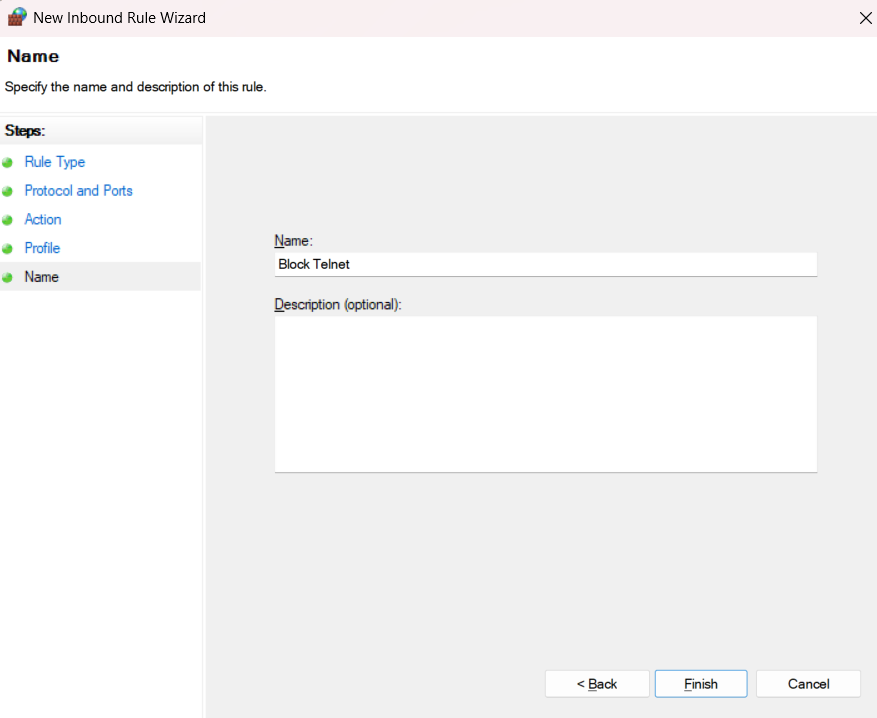 New Inbound Rule Wizard
Name
Specify the name and description of this rule.
Steps:
Rule Type
Protocol and Ports
Action
Profile
Name
Name:
Block Telnet
Description (optional):
< Back
Finish
Cancel